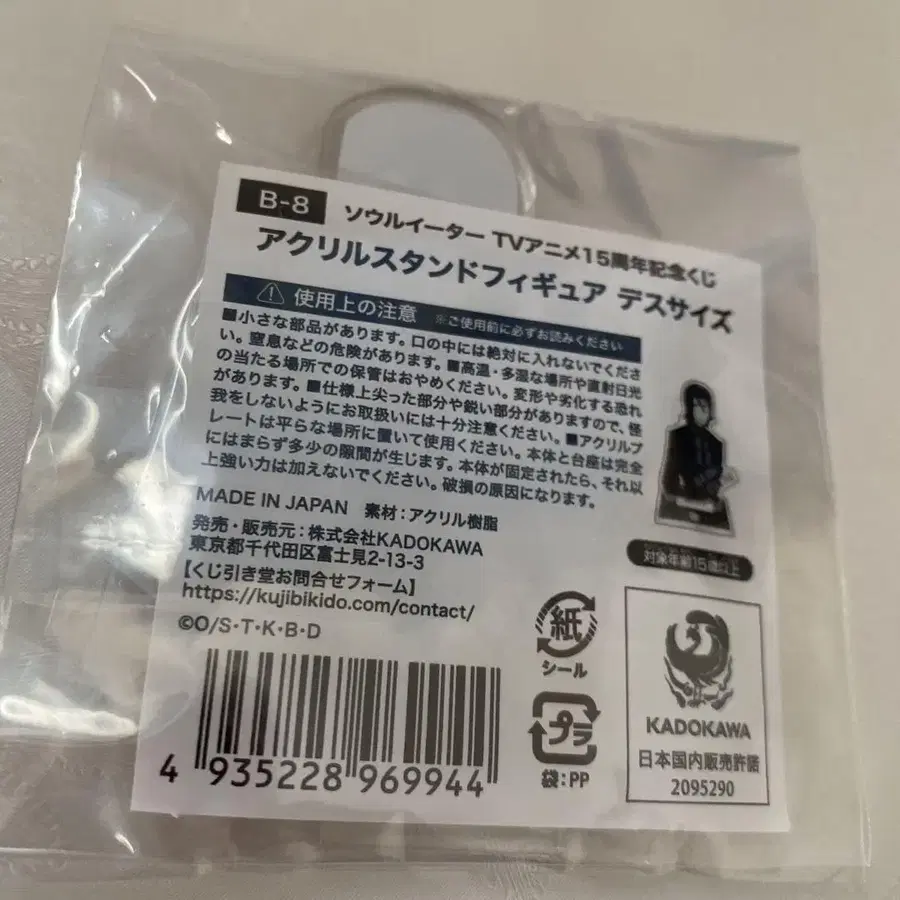 B-8 ソウルイーター TVアニメ15周年記念くじ
アクリルスタンドフィギュア デスサイズ
使用上の注意 ※ご使用前に必ずお読みください
■小さな部品があります。口の中には絶対に入れないでくださ
い。窒息などの危険があります。■高温・多湿な場所や直射日光
の当たる場所での保管はおやめください。変形や劣化する恐れ
があります。■仕様上尖った部分や鋭い部分がありますので、怪
我をしないようにお取扱いには十分注意ください。■アクリルプ
レートは平らな場所に置いて使用ください。本体と台座は完全
にはまらず多少の隙間が生じます。本体が固定されたら、それ以
上強い力は加えないでください。破損の原因になります。
MADE IN JAPAN 素材：アクリル樹脂
発売・販売元：株式会社KADOKAWA
東京都千代田区富士見2-13-3
【くじ引き堂お問合せフォーム】
https://kujibikido.com/contact/
©O/S・T・K・B・D
対象年齢15歳以上
紙
シール
プラ
袋：PP
KADOKAWA
日本国内販売許諾
2095290
4 935228 969944